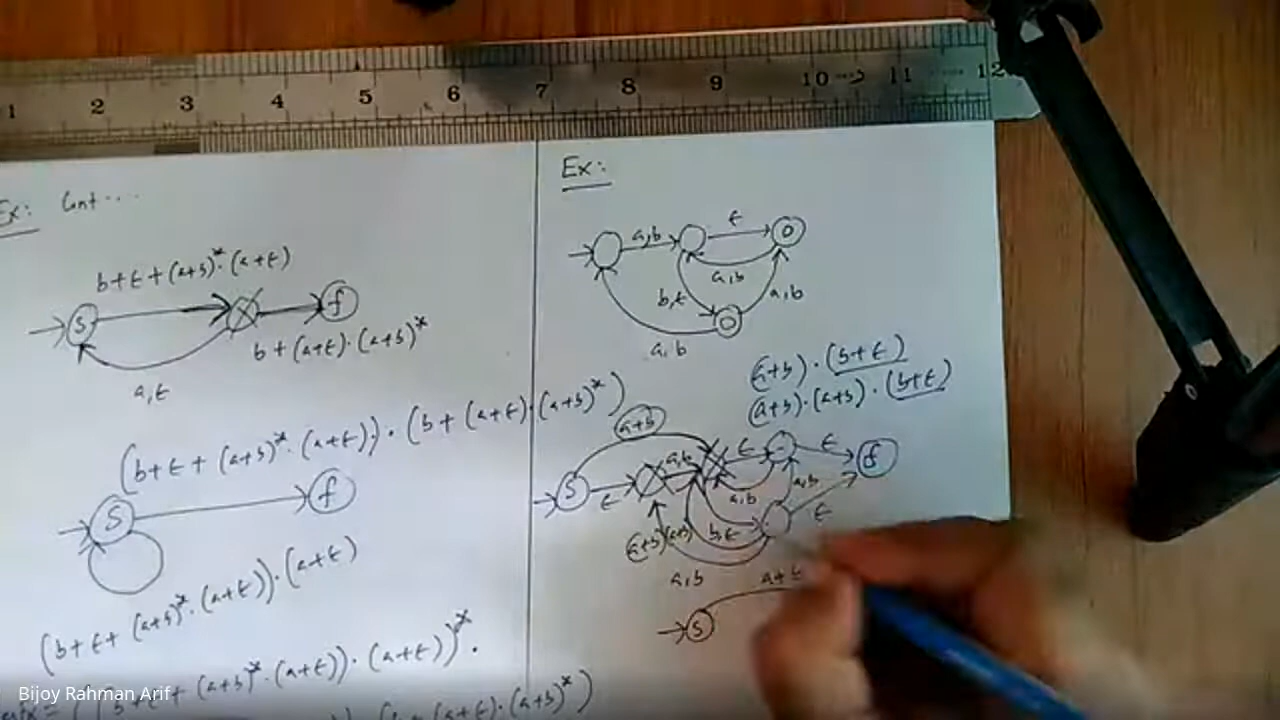 1 2 3 4 5 6 7 8 9 10 11 12
Ex: Cont...
b+ε+(a+b)*·(a+ε)
S
f
b+(a+ε)·(a+b)*
a,ε
(b+ε+(a+b)*·(a+ε))·(b+(a+ε)·(a+b)*)
S
f
(b+ε+(a+b)*·(a+ε))·(a+ε)
(a+b)*·(a+ε))·(a+ε))*·
(a+ε)·(a+b)*)
Ex:
a,b
ε
a,b
b,ε
a,b
a,b
(a+b)·(b+ε)
(a+b)·(a+b)·(b+ε)
a+b
S
ε
a,b
ε
ε
f
a,b
a,b
ε
(a+b)(a+b)
b,ε
a,b
S
Bijoy Rahman Arif